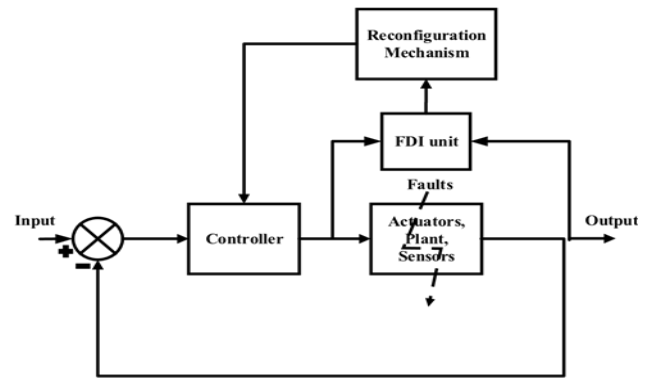 Reconfiguration
Mechanism
FDI unit
Faults
Input
Controller
Actuators,
Plant,
Sensors
Output
+
−